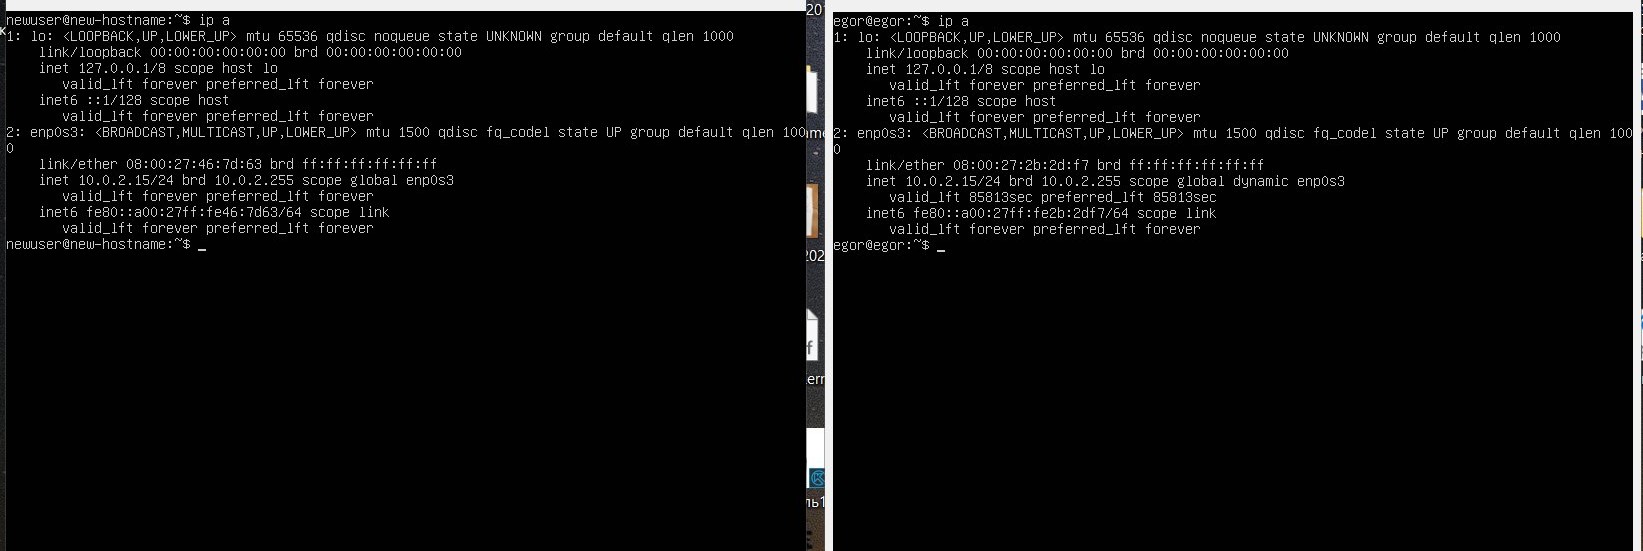 newuser@new-hostname:~$ ip a
1: lo: <LOOPBACK,UP,LOWER_UP> mtu 65536 qdisc noqueue state UNKNOWN group default qlen 1000
    link/loopback 00:00:00:00:00:00 brd 00:00:00:00:00:00
    inet 127.0.0.1/8 scope host lo
       valid_lft forever preferred_lft forever
    inet6 ::1/128 scope host
       valid_lft forever preferred_lft forever
2: enp0s3: <BROADCAST,MULTICAST,UP,LOWER_UP> mtu 1500 qdisc fq_codel state UP group default qlen 100
0
    link/ether 08:00:27:46:7d:63 brd ff:ff:ff:ff:ff:ff
    inet 10.0.2.15/24 brd 10.0.2.255 scope global enp0s3
       valid_lft forever preferred_lft forever
    inet6 fe80::a00:27ff:fe46:7d63/64 scope link
       valid_lft forever preferred_lft forever
newuser@new-hostname:~$ _
egor@egor:~$ ip a
1: lo: <LOOPBACK,UP,LOWER_UP> mtu 65536 qdisc noqueue state UNKNOWN group default qlen 1000
    link/loopback 00:00:00:00:00:00 brd 00:00:00:00:00:00
    inet 127.0.0.1/8 scope host lo
       valid_lft forever preferred_lft forever
    inet6 ::1/128 scope host
       valid_lft forever preferred_lft forever
2: enp0s3: <BROADCAST,MULTICAST,UP,LOWER_UP> mtu 1500 qdisc fq_codel state UP group default qlen 100
0
    link/ether 08:00:27:2b:2d:f7 brd ff:ff:ff:ff:ff:ff
    inet 10.0.2.15/24 brd 10.0.2.255 scope global dynamic enp0s3
       valid_lft 85813sec preferred_lft 85813sec
    inet6 fe80::a00:27ff:fe2b:2df7/64 scope link
       valid_lft forever preferred_lft forever
egor@egor:~$ _